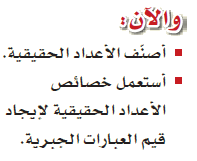 والآن:
أصنّف الأعداد الحقيقية.
أستعمل خصائص
الأعداد الحقيقية لإيجاد
قيم العبارات الجبرية.